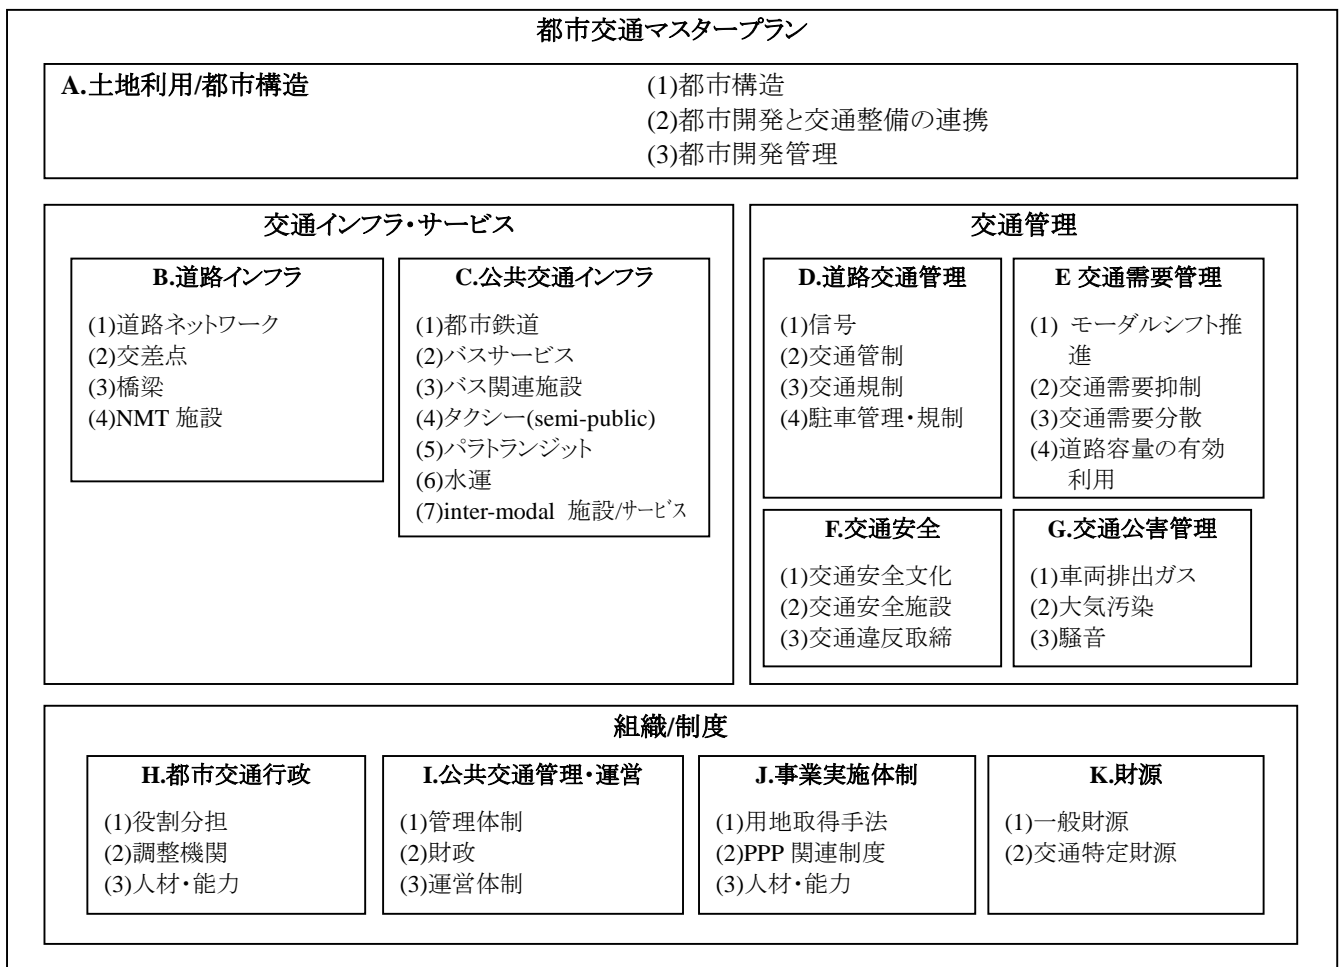 都市交通マスタープラン
A.土地利用/都市構造
(1)都市構造
(2)都市開発と交通整備の連携
(3)都市開発管理
交通インフラ・サービス
B.道路インフラ
(1)道路ネットワーク
(2)交差点
(3)橋梁
(4)NMT 施設
C.公共交通インフラ
(1)都市鉄道
(2)バスサービス
(3)バス関連施設
(4)タクシー(semi-public)
(5)パラトランジット
(6)水運
(7)inter-modal 施設/サービス
交通管理
D.道路交通管理
(1)信号
(2)交通管制
(3)交通規制
(4)駐車管理・規制
E 交通需要管理
(1) モーダルシフト推
進
(2)交通需要抑制
(3)交通需要分散
(4)道路容量の有効
利用
F.交通安全
(1)交通安全文化
(2)交通安全施設
(3)交通違反取締
G.交通公害管理
(1)車両排出ガス
(2)大気汚染
(3)騒音
組織/制度
H.都市交通行政
(1)役割分担
(2)調整機関
(3)人材・能力
I.公共交通管理・運営
(1)管理体制
(2)財政
(3)運営体制
J.事業実施体制
(1)用地取得手法
(2)PPP 関連制度
(3)人材・能力
K.財源
(1)一般財源
(2)交通特定財源